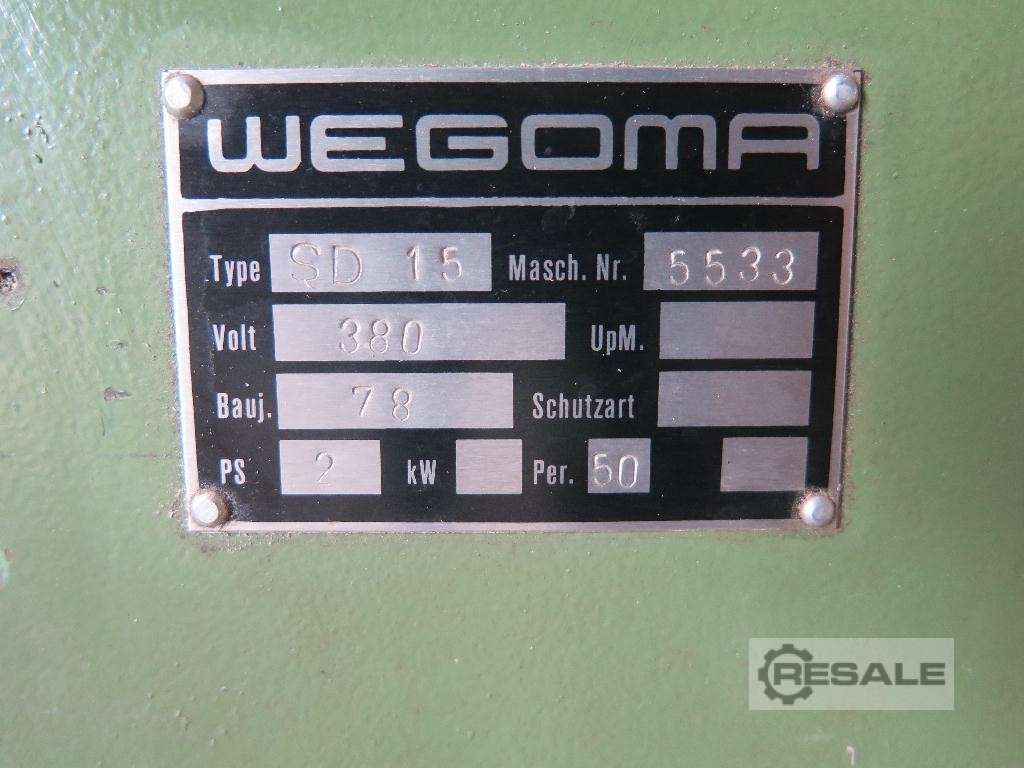 WEGOMA
Type SD 15 Masch. Nr. 5533
Volt 380 UpM.
Bauj. 78 Schutzart
PS 2 kW Per. 50
RESALE